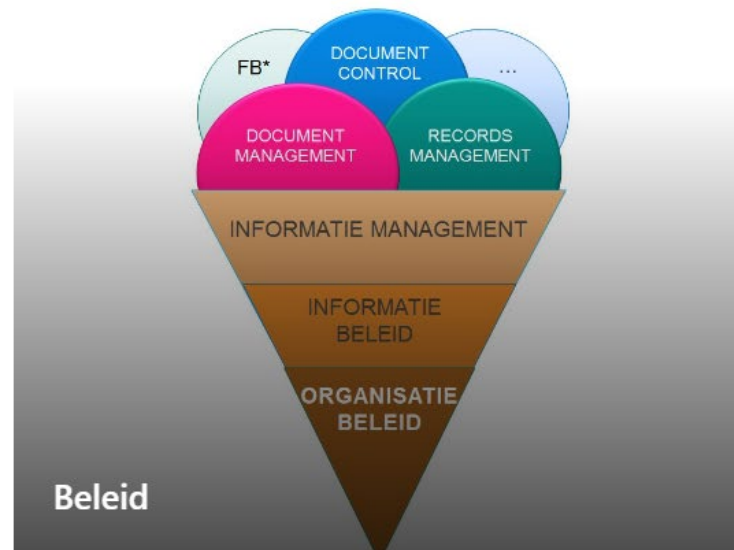 FB*
DOCUMENT
CONTROL
...
DOCUMENT
MANAGEMENT
RECORDS
MANAGEMENT
INFORMATIE MANAGEMENT
INFORMATIE
BELEID
ORGANISATIE
BELEID
Beleid